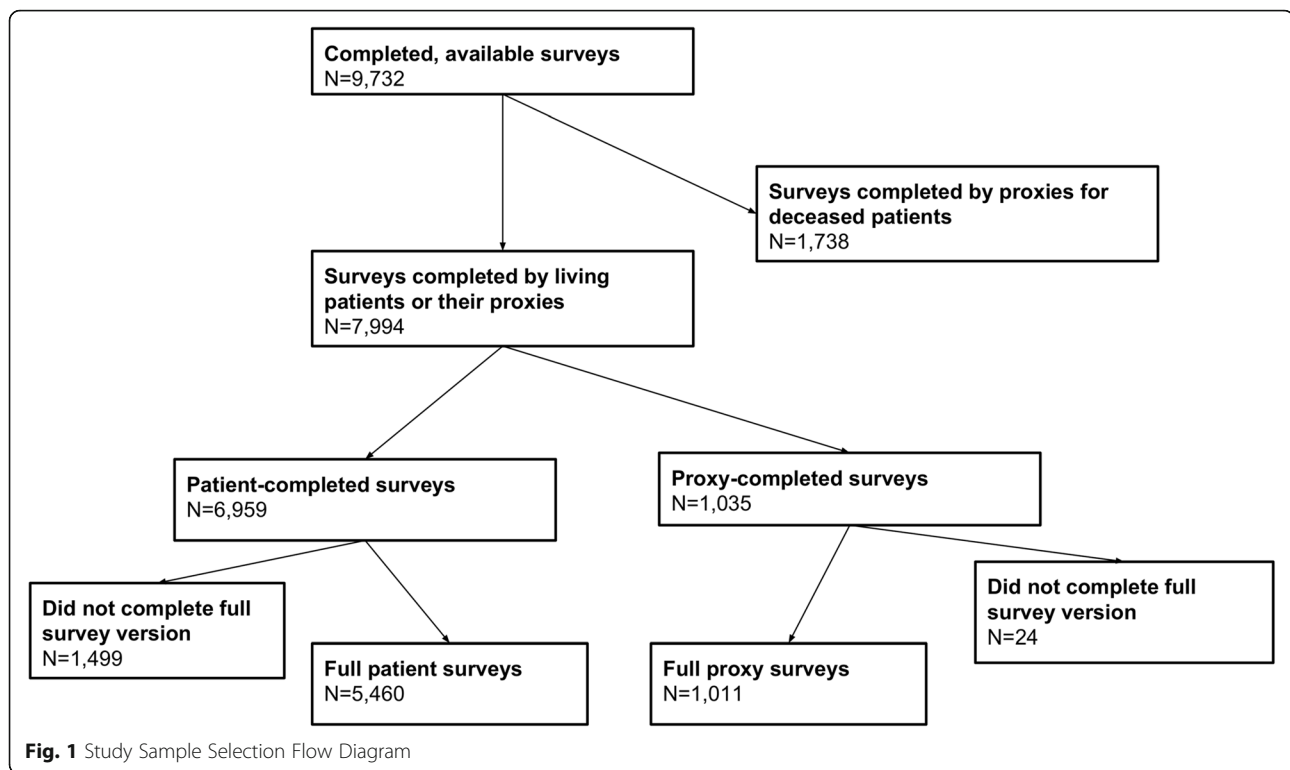 Completed, available surveys
N=9,732
Surveys completed by proxies for
deceased patients
N=1,738
Surveys completed by living
patients or their proxies
N=7,994
Patient-completed surveys
N=6,959
Proxy-completed surveys
N=1,035
Did not complete full
survey version
N=1,499
Full patient surveys
N=5,460
Full proxy surveys
N=1,011
Did not complete full
survey version
N=24
Fig. 1 Study Sample Selection Flow Diagram